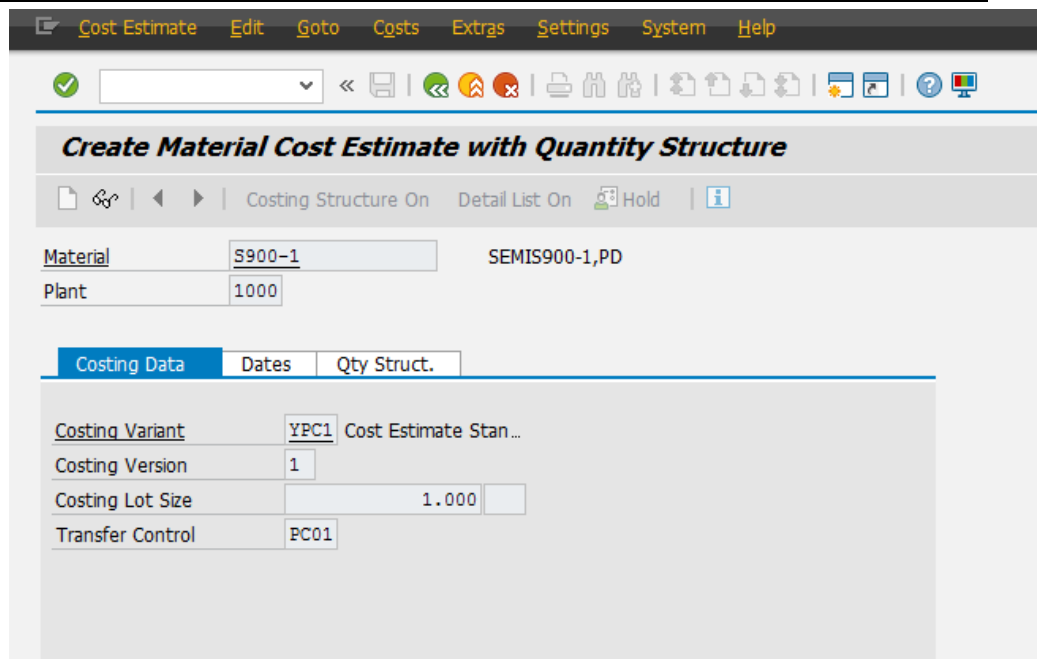 Cost Estimate Edit Goto Costs Extras Settings System Help
Create Material Cost Estimate with Quantity Structure
Costing Structure On Detail List On Hold
Material S900-1 SEMIS900-1,PD
Plant 1000
Costing Data Dates Qty Struct.
Costing Variant YPC1 Cost Estimate Stan…
Costing Version 1
Costing Lot Size 1.000
Transfer Control PC01